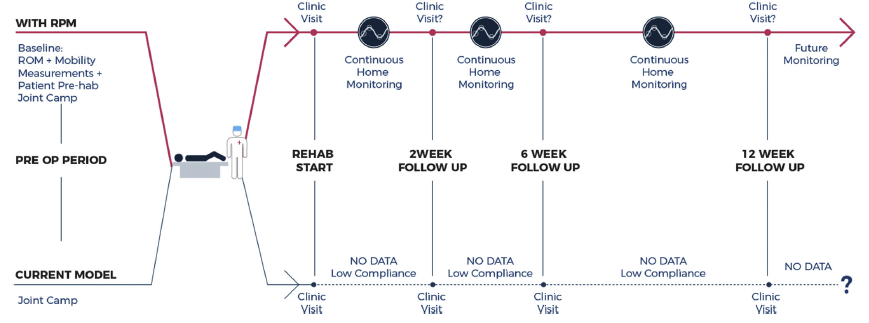 WITH RPM
Baseline:
ROM + Mobility
Measurements +
Patient Pre-hab
Joint Camp
PRE OP PERIOD
CURRENT MODEL
Joint Camp
Clinic
Visit
Continuous
Home
Monitoring
Clinic
Visit?
Continuous
Home
Monitoring
Clinic
Visit?
Continuous
Home
Monitoring
Clinic
Visit?
Future
Monitoring
REHAB
START
2WEEK
FOLLOW UP
6 WEEK
FOLLOW UP
12 WEEK
FOLLOW UP
NO DATA
Low Compliance
NO DATA
Low Compliance
NO DATA
Low Compliance
NO DATA
?
Clinic
Visit
Clinic
Visit
Clinic
Visit
Clinic
Visit